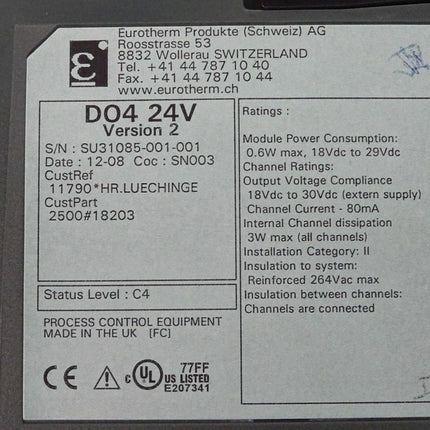 Eurotherm Produkte (Schweiz) AG
Roosstrasse 53
8832 Wollerau SWITZERLAND
Tel. +41 44 787 10 40
Fax. +41 44 787 10 44
www.eurotherm.ch
DO4 24V
Version 2
S/N : SU31085-001-001
Date : 12-08 Coc : SN003
CustRef
11790*HR.LUECHINGE
CustPart
2500#18203
Status Level : C4
PROCESS CONTROL EQUIPMENT
MADE IN THE UK [FC]
CE
c UL US LISTED
77FF
E207341
Ratings :
Module Power Consumption:
0.6W max, 18Vdc to 29Vdc
Channel Ratings:
Output Voltage Compliance
18Vdc to 30Vdc (extern supply)
Channel Current - 80mA
Internal Channel dissipation
3W max (all channels)
Installation Category: II
Insulation to system:
Reinforced 264Vac max
Insulation between channels:
Channels are connected